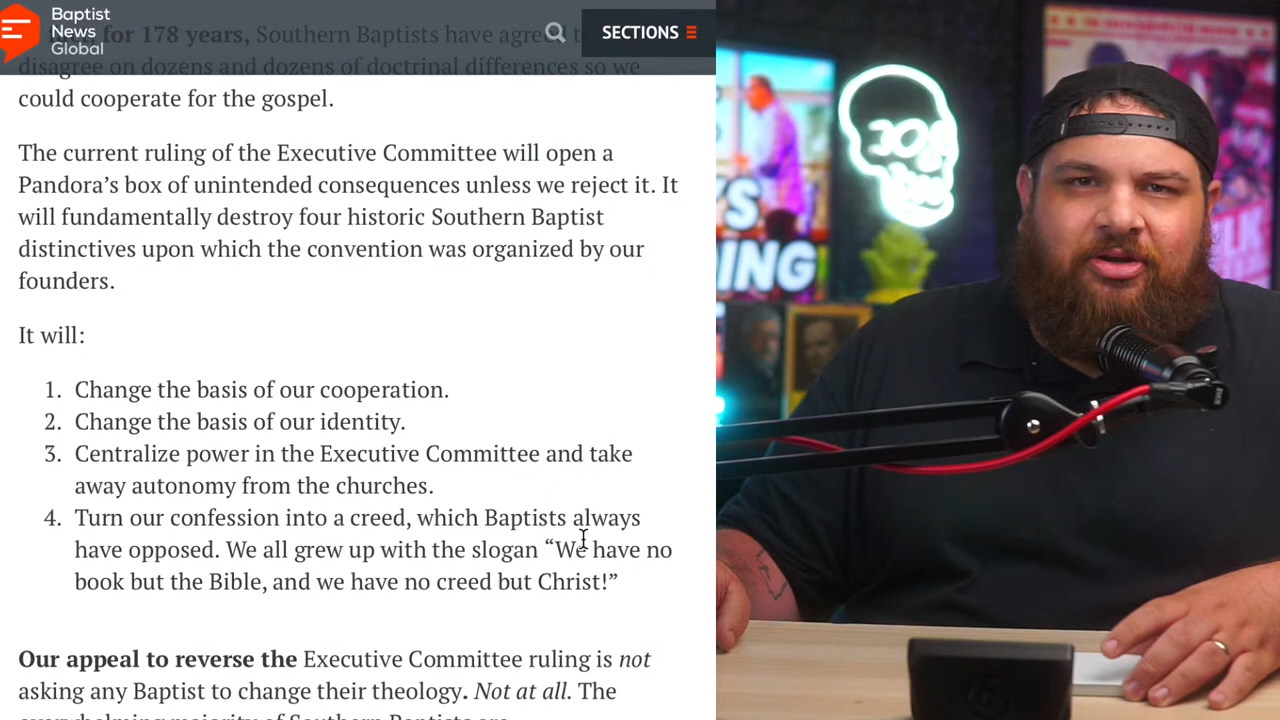 Baptist
News
Global
SECTIONS
for 178 years, Southern Baptists have agreed t
disagree on dozens and dozens of doctrinal differences so we
could cooperate for the gospel.
The current ruling of the Executive Committee will open a
Pandora’s box of unintended consequences unless we reject it. It
will fundamentally destroy four historic Southern Baptist
distinctives upon which the convention was organized by our
founders.
It will:
1. Change the basis of our cooperation.
2. Change the basis of our identity.
3. Centralize power in the Executive Committee and take
away autonomy from the churches.
4. Turn our confession into a creed, which Baptists always
have opposed. We all grew up with the slogan “We have no
book but the Bible, and we have no creed but Christ!”
Our appeal to reverse the Executive Committee ruling is not
asking any Baptist to change their theology. Not at all. The
overwhelming majority of Southern Baptists are